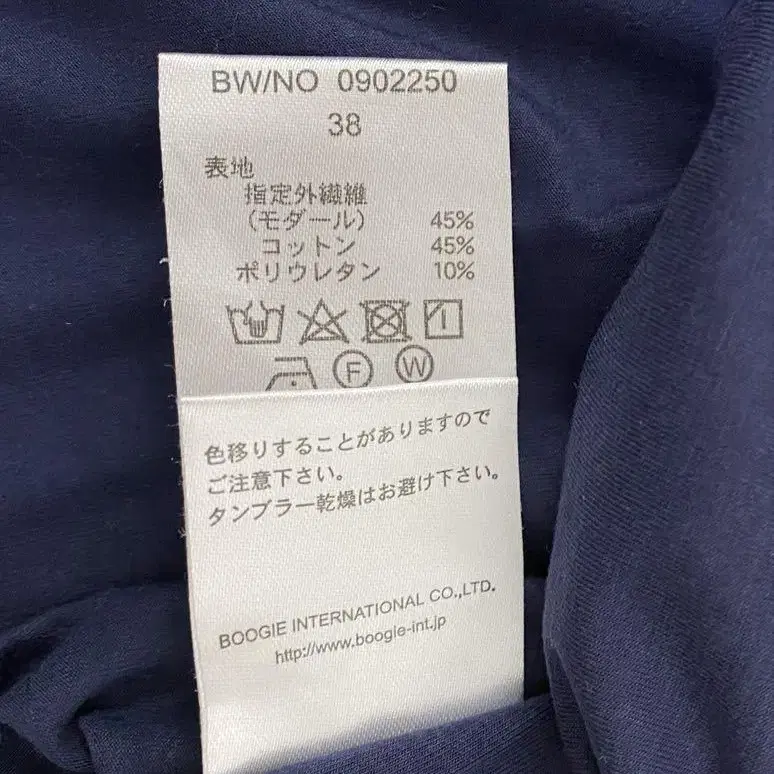 BW/NO 0902250
38
表地
指定外繊維
(モダール) 45%
コットン 45%
ポリウレタン 10%
F W
色移りすることがありますので
ご注意下さい。
タンブラー乾燥はお避け下さい。
BOOGIE INTERNATIONAL CO.,LTD.
http://www.boogie-int.jp